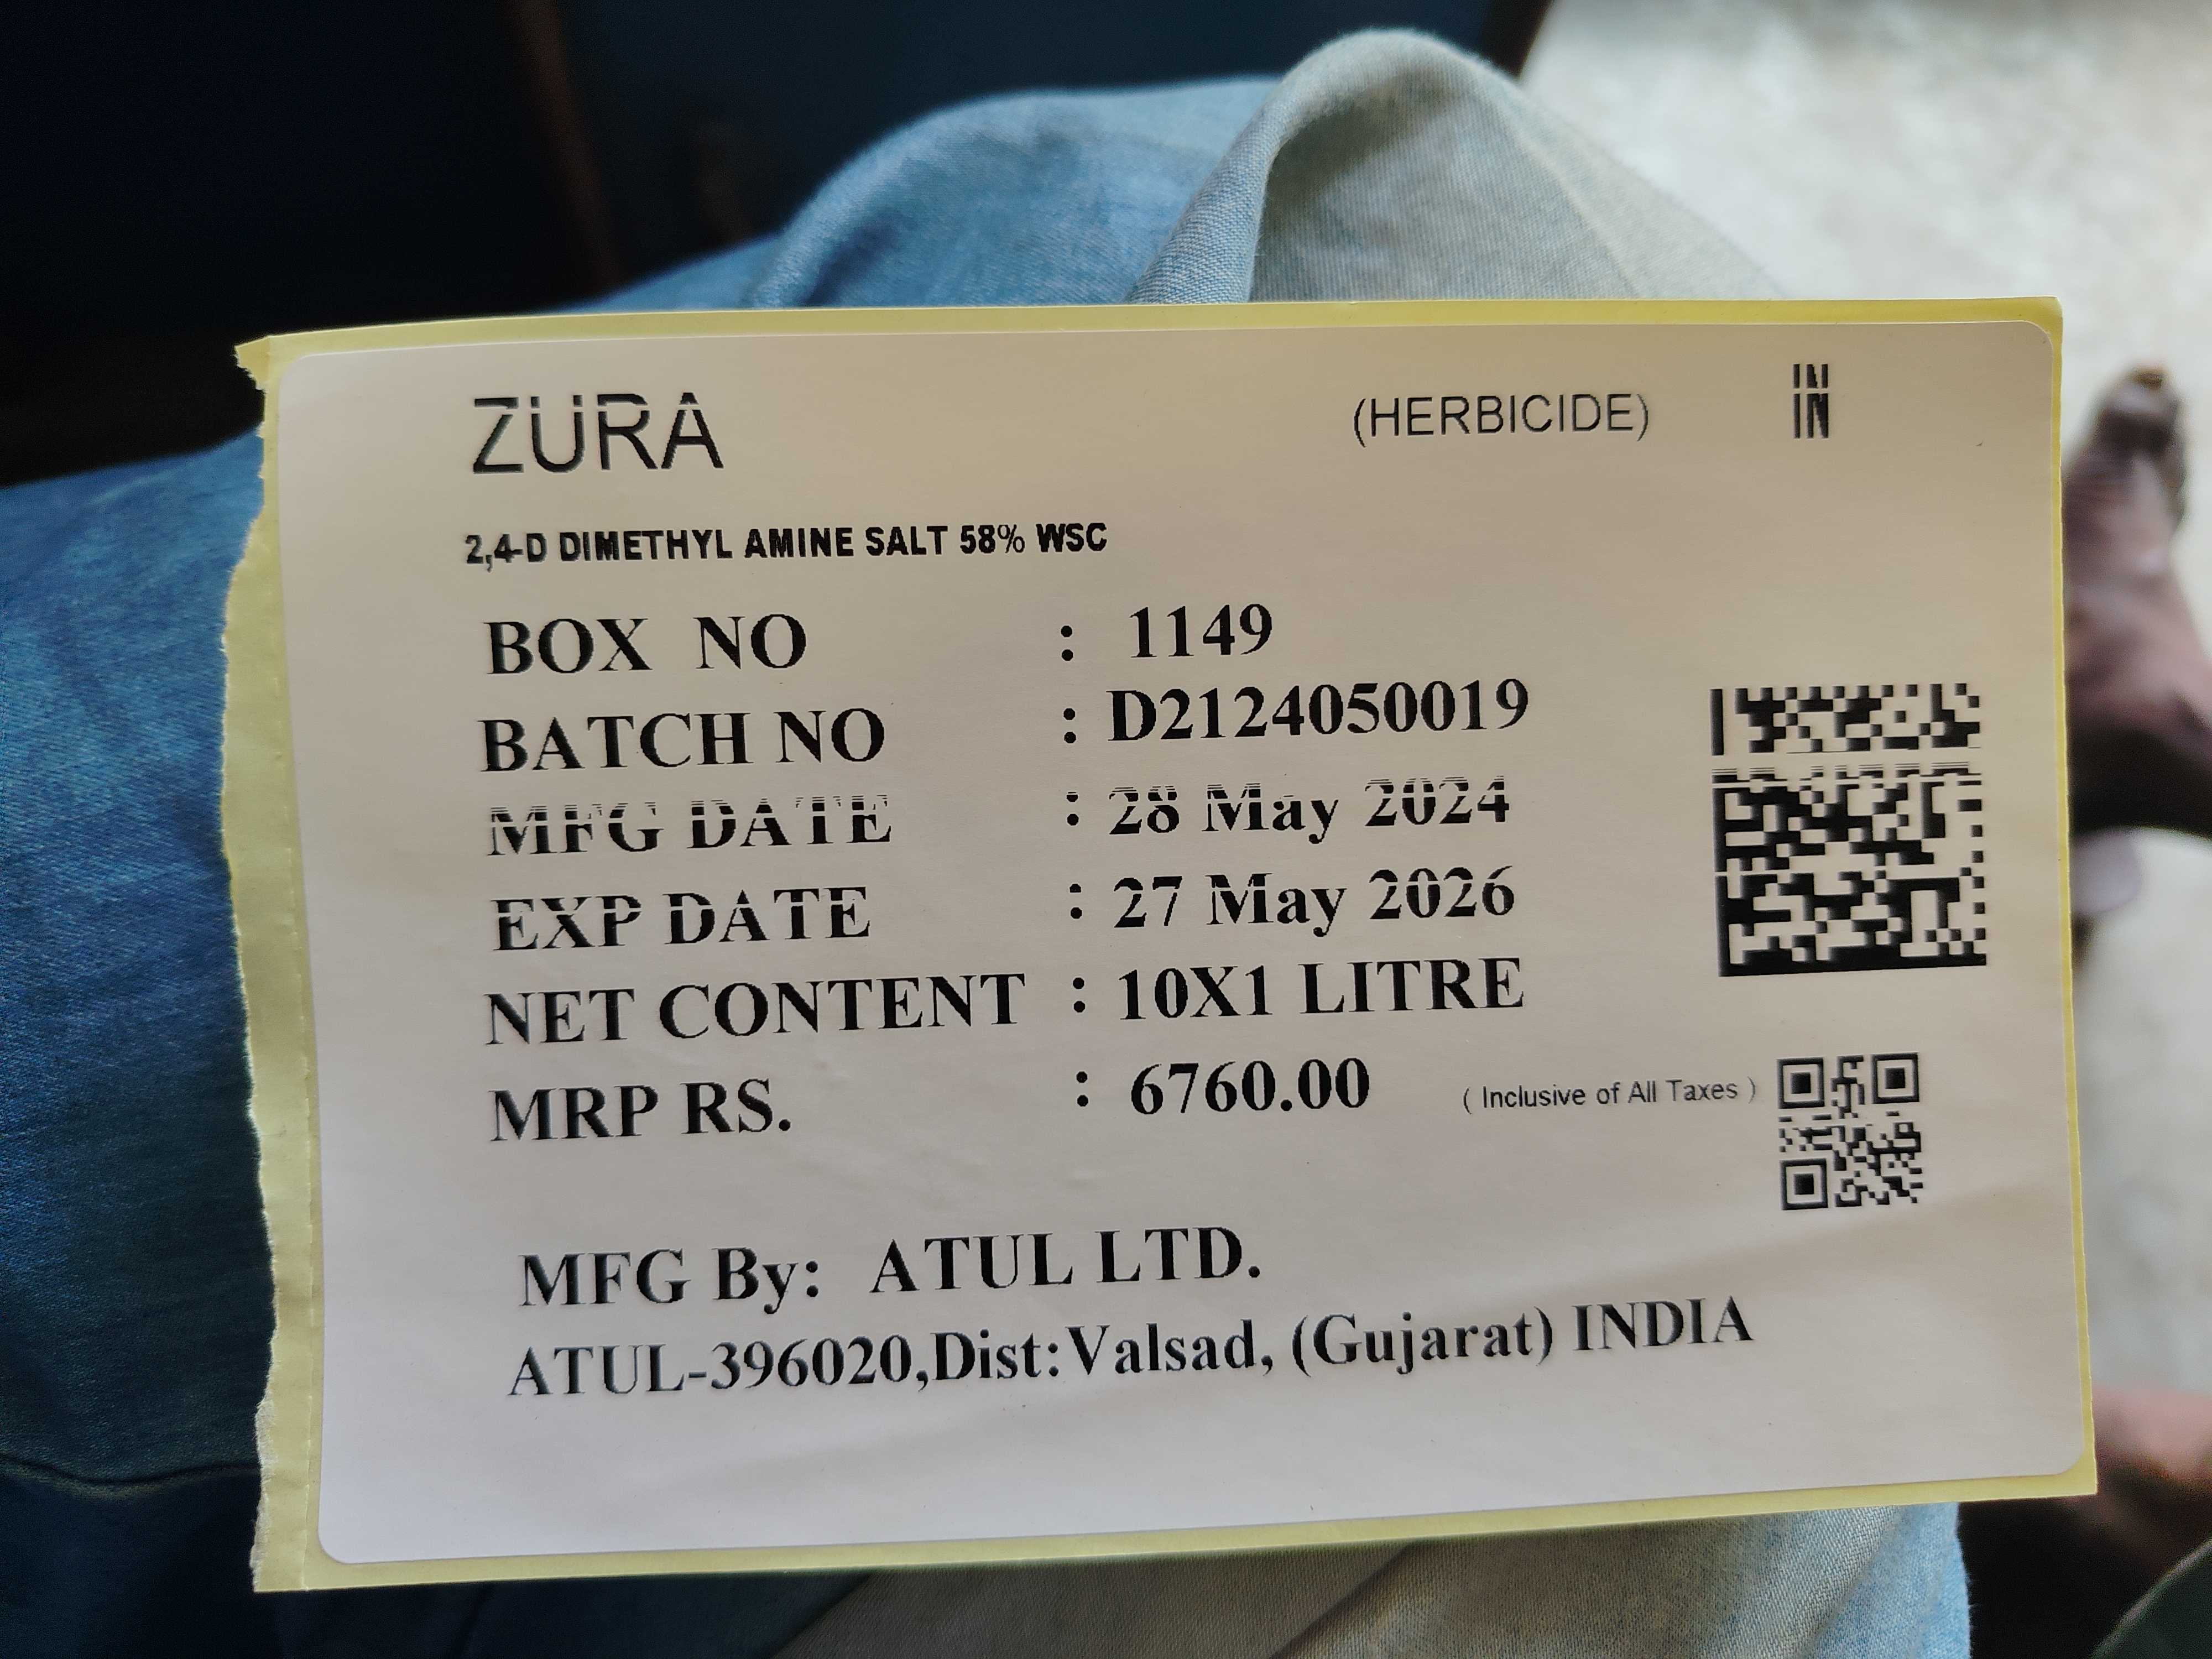 ZURA (HERBICIDE) IN
IN
2,4-D DIMETHYL AMINE SALT 58% WSC
BOX NO : 1149
BATCH NO : D2124050019
MFG DATE : 28 May 2024
EXP DATE : 27 May 2026
NET CONTENT : 10X1 LITRE
MRP RS. : 6760.00 ( Inclusive of All Taxes )
MFG By: ATUL LTD.
ATUL-396020,Dist:Valsad, (Gujarat) INDIA